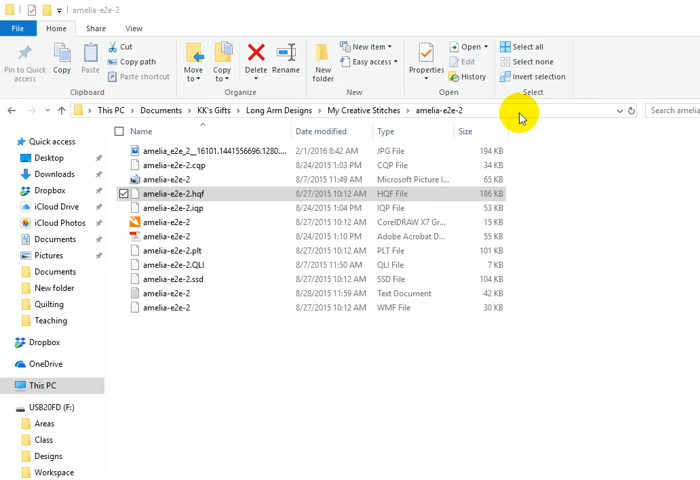 amelia-e2e-2
File Home Share View
Pin to Quick access
Copy
Paste
Cut
Copy path
Paste shortcut
Clipboard
Move to
Copy to
Delete
Rename
Organize
New folder
New item
Easy access
New
Properties
Open
Edit
History
Open
Select all
Select none
Invert selection
Select
This PC > Documents > KK's Gifts > Long Arm Designs > My Creative Stitches > amelia-e2e-2
Search amelia
Name Date modified Type Size
amelia_e2e_2__16101.1441556696.1280.... 2/1/2016 8:42 AM JPG File 194 KB
amelia-e2e-2.cqp 8/24/2015 1:03 PM CQP File 34 KB
amelia-e2e-2 8/7/2015 11:49 AM Microsoft Picture I... 65 KB
amelia-e2e-2.hqf 8/27/2015 10:12 AM HQF File 186 KB
amelia-e2e-2.iqp 8/24/2015 1:04 PM IQP File 53 KB
amelia-e2e-2 8/27/2015 10:12 AM CorelDRAW X7 Gr... 15 KB
amelia-e2e-2 8/24/2015 1:10 PM Adobe Acrobat D... 55 KB
amelia-e2e-2.plt 8/27/2015 10:12 AM PLT File 101 KB
amelia-e2e-2.QLI 8/7/2015 11:50 AM QLI File 7 KB
amelia-e2e-2.ssd 8/27/2015 10:12 AM SSD File 104 KB
amelia-e2e-2 8/28/2015 11:59 AM Text Document 42 KB
amelia-e2e-2 8/27/2015 10:12 AM WMF File 30 KB
Quick access
Desktop
Downloads
Dropbox
iCloud Drive
iCloud Photos
Documents
Pictures
Documents
New folder
Quilting
Teaching
Dropbox
OneDrive
This PC
USB20FD (F:)
Areas
Class
Designs
Workspace